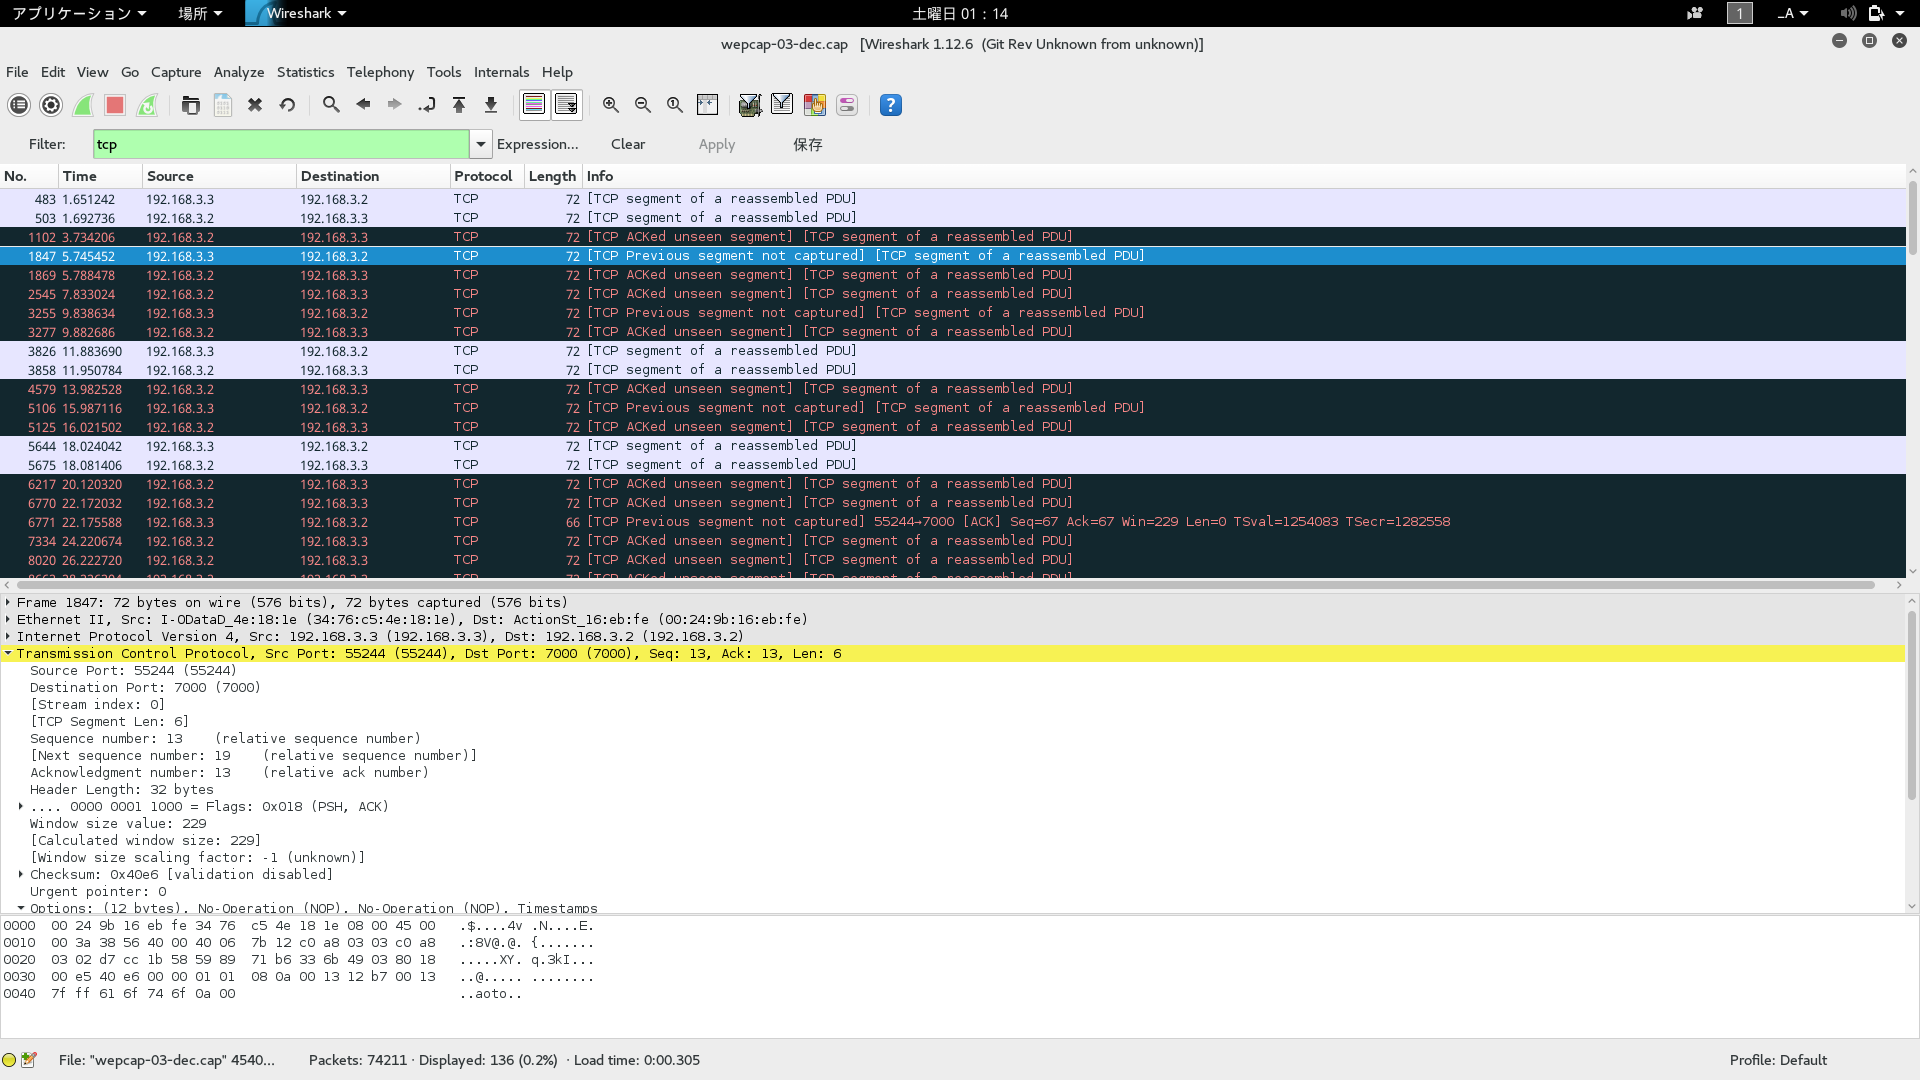 アプリケーション 場所 Wireshark 土曜日 01：14 1 _A
wepcap-03-dec.cap [Wireshark 1.12.6 (Git Rev Unknown from unknown)]
File Edit View Go Capture Analyze Statistics Telephony Tools Internals Help
Filter: tcp Expression... Clear Apply 保存
No. Time Source Destination Protocol Length Info
483 1.651242 192.168.3.3 192.168.3.2 TCP 72 [TCP segment of a reassembled PDU]
503 1.692736 192.168.3.2 192.168.3.3 TCP 72 [TCP segment of a reassembled PDU]
1102 3.734206 192.168.3.2 192.168.3.3 TCP 72 [TCP ACKed unseen segment] [TCP segment of a reassembled PDU]
1847 5.745452 192.168.3.3 192.168.3.2 TCP 72 [TCP Previous segment not captured] [TCP segment of a reassembled PDU]
1869 5.788478 192.168.3.2 192.168.3.3 TCP 72 [TCP ACKed unseen segment] [TCP segment of a reassembled PDU]
2545 7.833024 192.168.3.2 192.168.3.3 TCP 72 [TCP ACKed unseen segment] [TCP segment of a reassembled PDU]
3255 9.838634 192.168.3.3 192.168.3.2 TCP 72 [TCP Previous segment not captured] [TCP segment of a reassembled PDU]
3277 9.882686 192.168.3.2 192.168.3.3 TCP 72 [TCP ACKed unseen segment] [TCP segment of a reassembled PDU]
3826 11.883690 192.168.3.3 192.168.3.2 TCP 72 [TCP segment of a reassembled PDU]
3858 11.950784 192.168.3.2 192.168.3.3 TCP 72 [TCP segment of a reassembled PDU]
4579 13.982528 192.168.3.2 192.168.3.3 TCP 72 [TCP ACKed unseen segment] [TCP segment of a reassembled PDU]
5106 15.987116 192.168.3.3 192.168.3.2 TCP 72 [TCP Previous segment not captured] [TCP segment of a reassembled PDU]
5125 16.021502 192.168.3.2 192.168.3.3 TCP 72 [TCP ACKed unseen segment] [TCP segment of a reassembled PDU]
5644 18.024042 192.168.3.3 192.168.3.2 TCP 72 [TCP segment of a reassembled PDU]
5675 18.081406 192.168.3.2 192.168.3.3 TCP 72 [TCP segment of a reassembled PDU]
6217 20.120320 192.168.3.2 192.168.3.3 TCP 72 [TCP ACKed unseen segment] [TCP segment of a reassembled PDU]
6770 22.172032 192.168.3.2 192.168.3.3 TCP 72 [TCP ACKed unseen segment] [TCP segment of a reassembled PDU]
6771 22.175588 192.168.3.3 192.168.3.2 TCP 66 [TCP Previous segment not captured] 55244→7000 [ACK] Seq=67 Ack=67 Win=229 Len=0 TSval=1254083 TSecr=1282558
7334 24.220674 192.168.3.2 192.168.3.3 TCP 72 [TCP ACKed unseen segment] [TCP segment of a reassembled PDU]
8020 26.222720 192.168.3.2 192.168.3.3 TCP 72 [TCP ACKed unseen segment] [TCP segment of a reassembled PDU]
Frame 1847: 72 bytes on wire (576 bits), 72 bytes captured (576 bits)
Ethernet II, Src: I-ODataD_4e:18:1e (34:76:c5:4e:18:1e), Dst: ActionSt_16:eb:fe (00:24:9b:16:eb:fe)
Internet Protocol Version 4, Src: 192.168.3.3 (192.168.3.3), Dst: 192.168.3.2 (192.168.3.2)
Transmission Control Protocol, Src Port: 55244 (55244), Dst Port: 7000 (7000), Seq: 13, Ack: 13, Len: 6
Source Port: 55244 (55244)
Destination Port: 7000 (7000)
[Stream index: 0]
[TCP Segment Len: 6]
Sequence number: 13 (relative sequence number)
[Next sequence number: 19 (relative sequence number)]
Acknowledgment number: 13 (relative ack number)
Header Length: 32 bytes
.... 0000 0001 1000 = Flags: 0x018 (PSH, ACK)
Window size value: 229
[Calculated window size: 229]
[Window size scaling factor: -1 (unknown)]
Checksum: 0x40e6 [validation disabled]
Urgent pointer: 0
Options: (12 bytes), No-Operation (NOP), No-Operation (NOP), Timestamps
0000 00 24 9b 16 eb fe 34 76 c5 4e 18 1e 08 00 45 00 .$....4v .N....E.
0010 00 3a 38 56 40 00 40 06 7b 12 c0 a8 03 03 c0 a8 .:8V@.@. {.......
0020 03 02 d7 cc 1b 58 59 89 71 b6 33 6b 49 03 80 18 .....XY. q.3kI...
0030 00 e5 40 e6 00 00 01 01 08 0a 00 13 12 b7 00 13 ..@..... ........
0040 7f ff 61 6f 74 6f 0a 00 ..aoto..
File: "wepcap-03-dec.cap" 4540... Packets: 74211 · Displayed: 136 (0.2%) · Load time: 0:00.305 Profile: Default